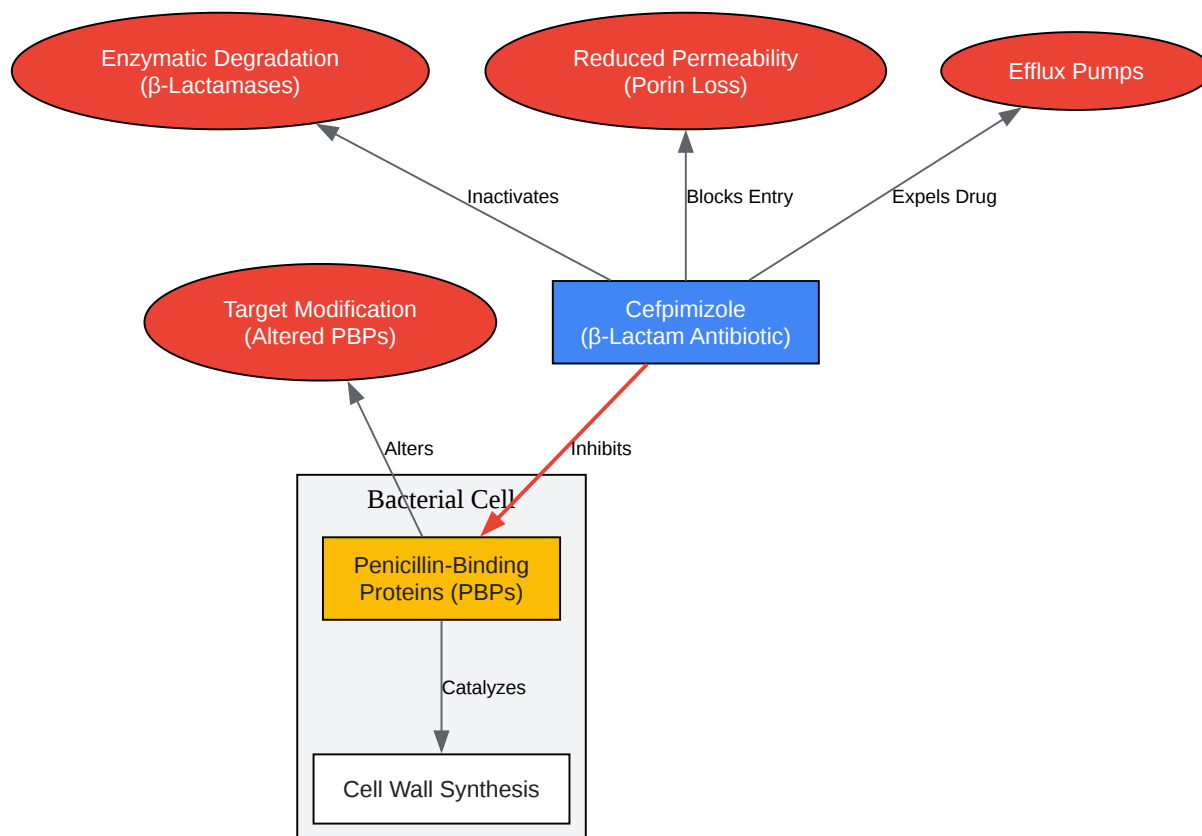 Enzymatic Degradation
(β-Lactamases)
Reduced Permeability
(Porin Loss)
Efflux Pumps
Inactivates
Blocks Entry
Expels Drug
Target Modification
(Altered PBPs)
Cefpimizole
(β-Lactam Antibiotic)
Alters
Inhibits
Bacterial Cell
Penicillin-Binding
Proteins (PBPs)
Catalyzes
Cell Wall Synthesis